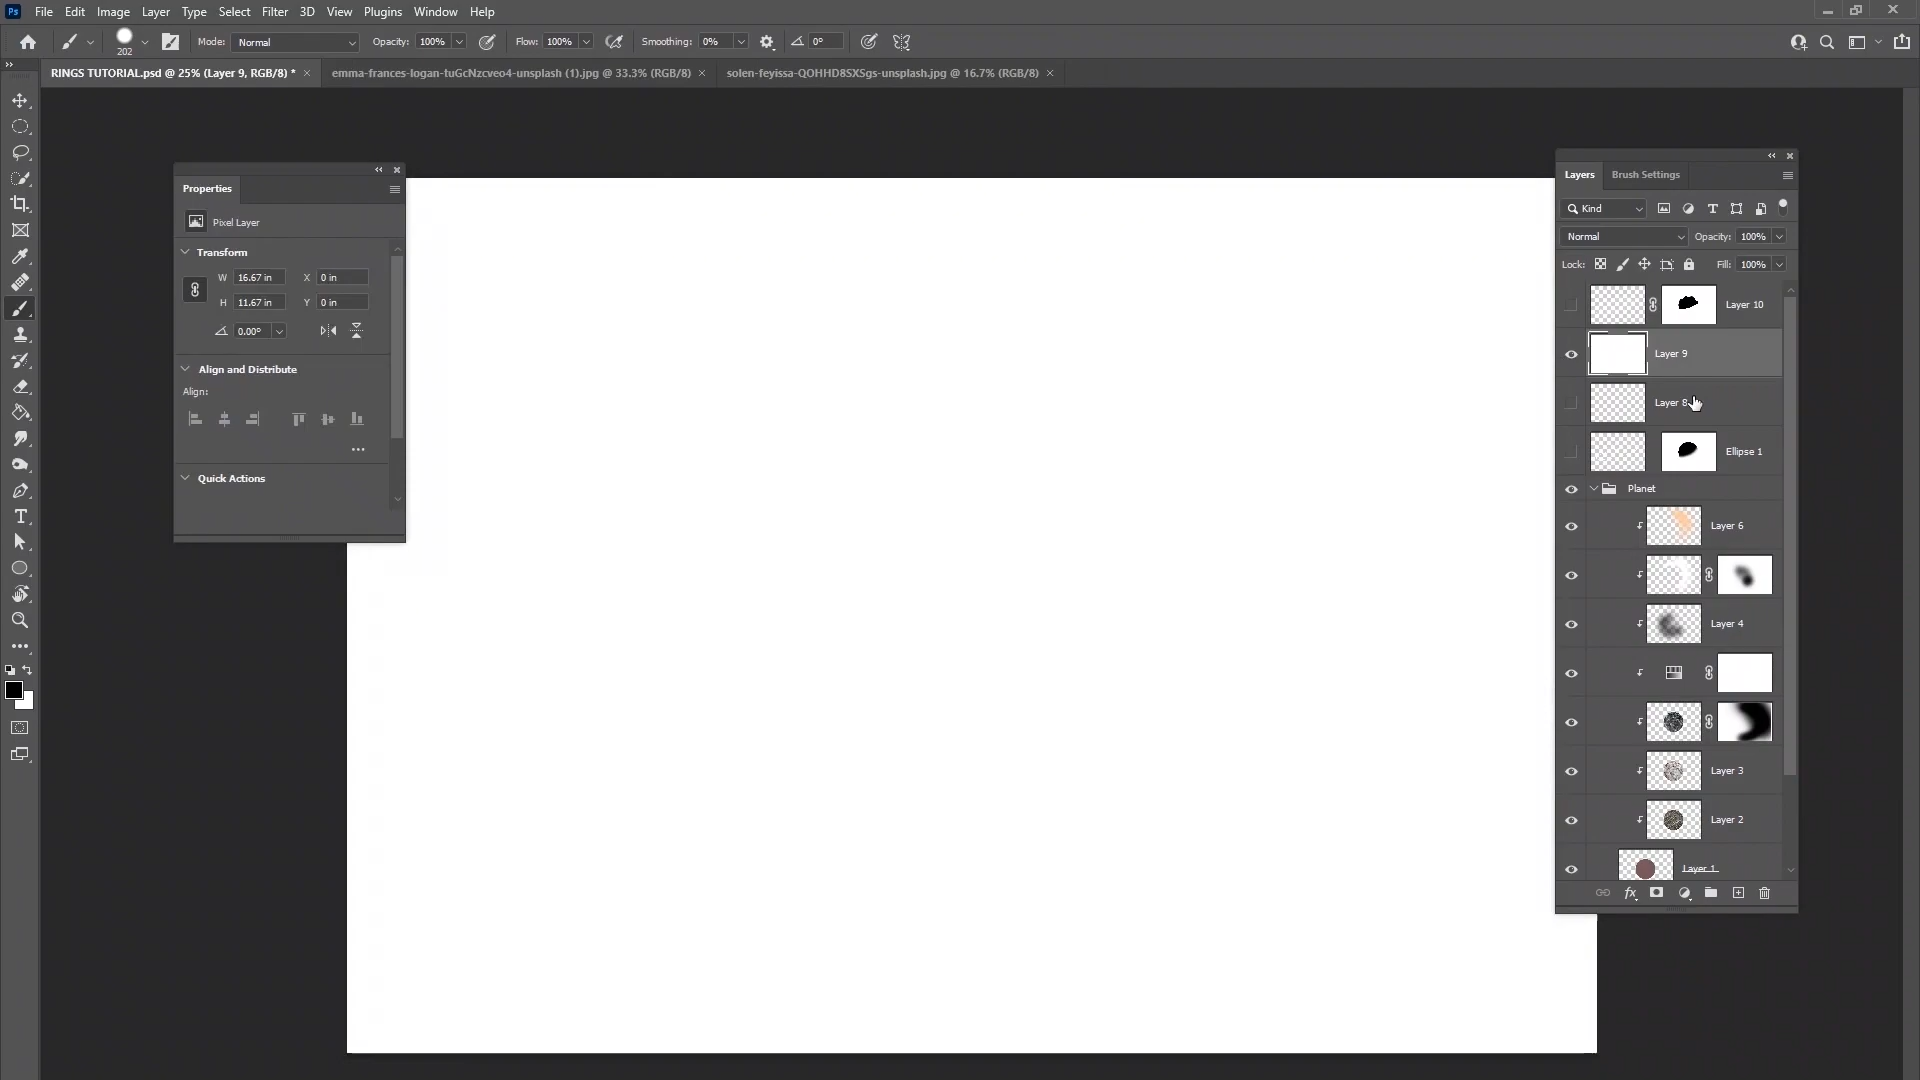 Ps File Edit Image Layer Type Select Filter 3D View Plugins Window Help
202 Mode: Normal Opacity: 100% Flow: 100% Smoothing: 0% 0°
RINGS TUTORIAL.psd @ 25% (Layer 9, RGB/8) * emma-frances-logan-tuGcNzcveo4-unsplash (1).jpg @ 33.3% (RGB/8) solen-feyissa-QOHHD8SXSgs-unsplash.jpg @ 16.7% (RGB/8)
Properties
Pixel Layer
Transform
W 16.67 in X 0 in
H 11.67 in Y 0 in
0.00°
Align and Distribute
Align:
Quick Actions
Layers Brush Settings
Kind
Normal Opacity: 100%
Lock: Fill: 100%
Layer 10
Layer 9
Layer 8
Ellipse 1
Planet
Layer 6
Layer 4
Layer 3
Layer 2
Layer 1
fx